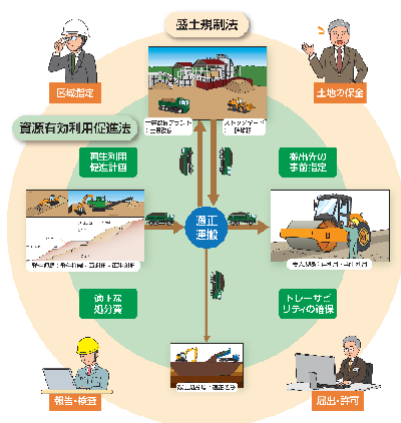 盛土規制法
区域指定
土地の保全
資源有効利用促進法
再生利用
促進計画
搬出先の
事前指定
適正
運搬
適正な
処分費
トレーサビ
リティの確保
報告・検査
届出・許可